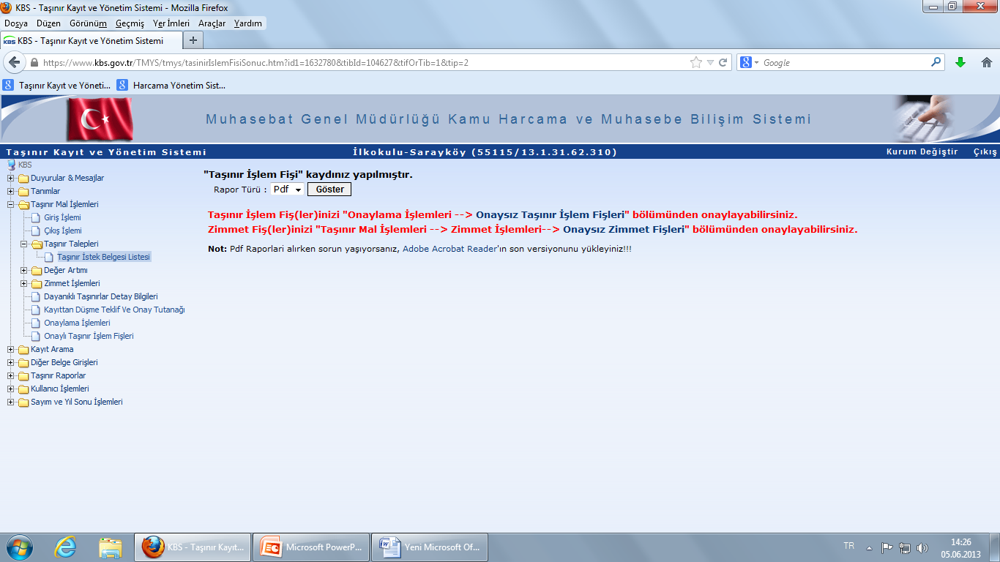 KBS - Taşınır Kayıt ve Yönetim Sistemi - Mozilla Firefox
Dosya Düzen Görünüm Geçmiş Yer İmleri Araçlar Yardım
KBS KBS - Taşınır Kayıt ve Yönetim Sistemi
https://www.kbs.gov.tr/TMYS/tmys/tasinirIslemFisiSonuc.htm?id1=1632780&tibId=104627&tifOrTib=1&tip=2
Google
Taşınır Kayıt ve Yöneti... Harcama Yönetim Sist...
Muhasebat Genel Müdürlüğü Kamu Harcama ve Muhasebe Bilişim Sistemi
Taşınır Kayıt ve Yönetim Sistemi İlkokulu-Sarayköy (55115/13.1.31.62.310) Kurum Değiştir Çıkış
KBS
Duyurular & Mesajlar
Tanımlar
Taşınır Mal İşlemleri
Giriş İşlemi
Çıkış İşlemi
Taşınır Talepleri
Taşınır İstek Belgesi Listesi
Değer Artımı
Zimmet İşlemleri
Dayanıklı Taşınırlar Detay Bilgileri
Kayıttan Düşme Teklif Ve Onay Tutanağı
Onaylama İşlemleri
Onaylı Taşınır İşlem Fişleri
Kayıt Arama
Diğer Belge Girişleri
Taşınır Raporlar
Kullanıcı İşlemleri
Sayım ve Yıl Sonu İşlemleri
"Taşınır İşlem Fişi" kaydınız yapılmıştır.
Rapor Türü : Pdf Göster
Taşınır İşlem Fiş(ler)inizi "Onaylama İşlemleri --> Onaysız Taşınır İşlem Fişleri" bölümünden onaylayabilirsiniz.
Zimmet Fiş(ler)inizi "Taşınır Mal İşlemleri --> Zimmet İşlemleri--> Onaysız Zimmet Fişleri" bölümünden onaylayabilirsiniz.
Not: Pdf Raporlari alırken sorun yaşıyorsanız, Adobe Acrobat Reader'ın son versiyonunu yükleyiniz!!!
KBS - Taşınır Kayıt... Microsoft PowerP... Yeni Microsoft Of... TR 14:26
05.06.2013